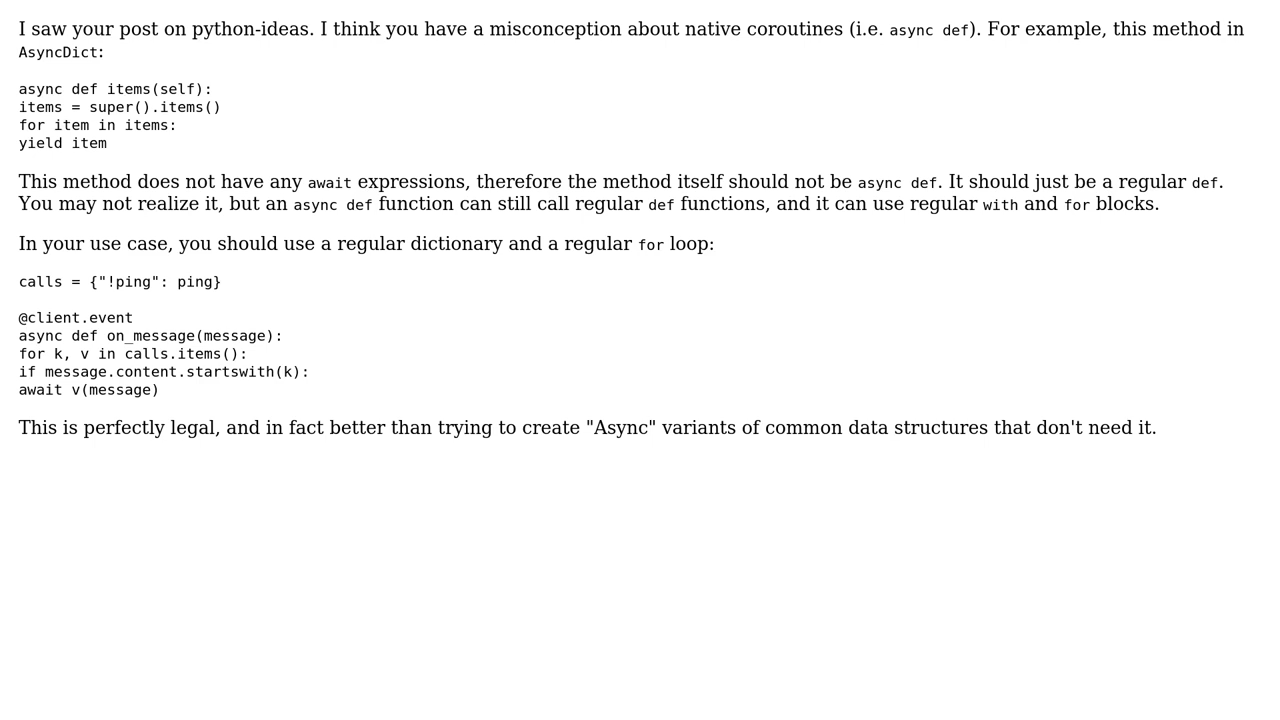 I saw your post on python-ideas. I think you have a misconception about native coroutines (i.e. async def). For example, this method in
AsyncDict:
async def items(self):
items = super().items()
for item in items:
yield item
This method does not have any await expressions, therefore the method itself should not be async def. It should just be a regular def.
You may not realize it, but an async def function can still call regular def functions, and it can use regular with and for blocks.
In your use case, you should use a regular dictionary and a regular for loop:
calls = {"!ping": ping}
@client.event
async def on_message(message):
for k, v in calls.items():
if message.content.startswith(k):
await v(message)
This is perfectly legal, and in fact better than trying to create "Async" variants of common data structures that don't need it.